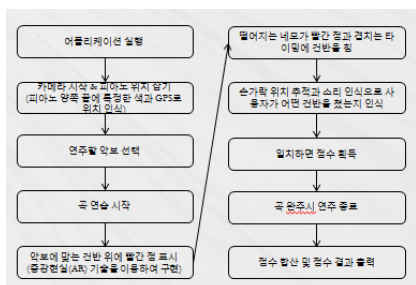 어플리케이션 실행
카메라 시작 & 피아노 위치 잡기
(피아노 양쪽 끝에 특정한 색과 GPS로
위치 인식)
연주할 악보 선택
곡 연습 시작
악보에 맞는 건반 위에 빨간 점 표시
(증강현실(AR) 기술을 이용하여 구현)
떨어지는 네모가 빨간 점과 겹치는 타
이밍에 건반을 침
손가락 위치 추적과 소리 인식으로 사
용자가 어떤 건반을 쳤는지 인식
일치하면 점수 획득
곡 완주시 연주 종료
점수 합산 및 점수 결과 출력